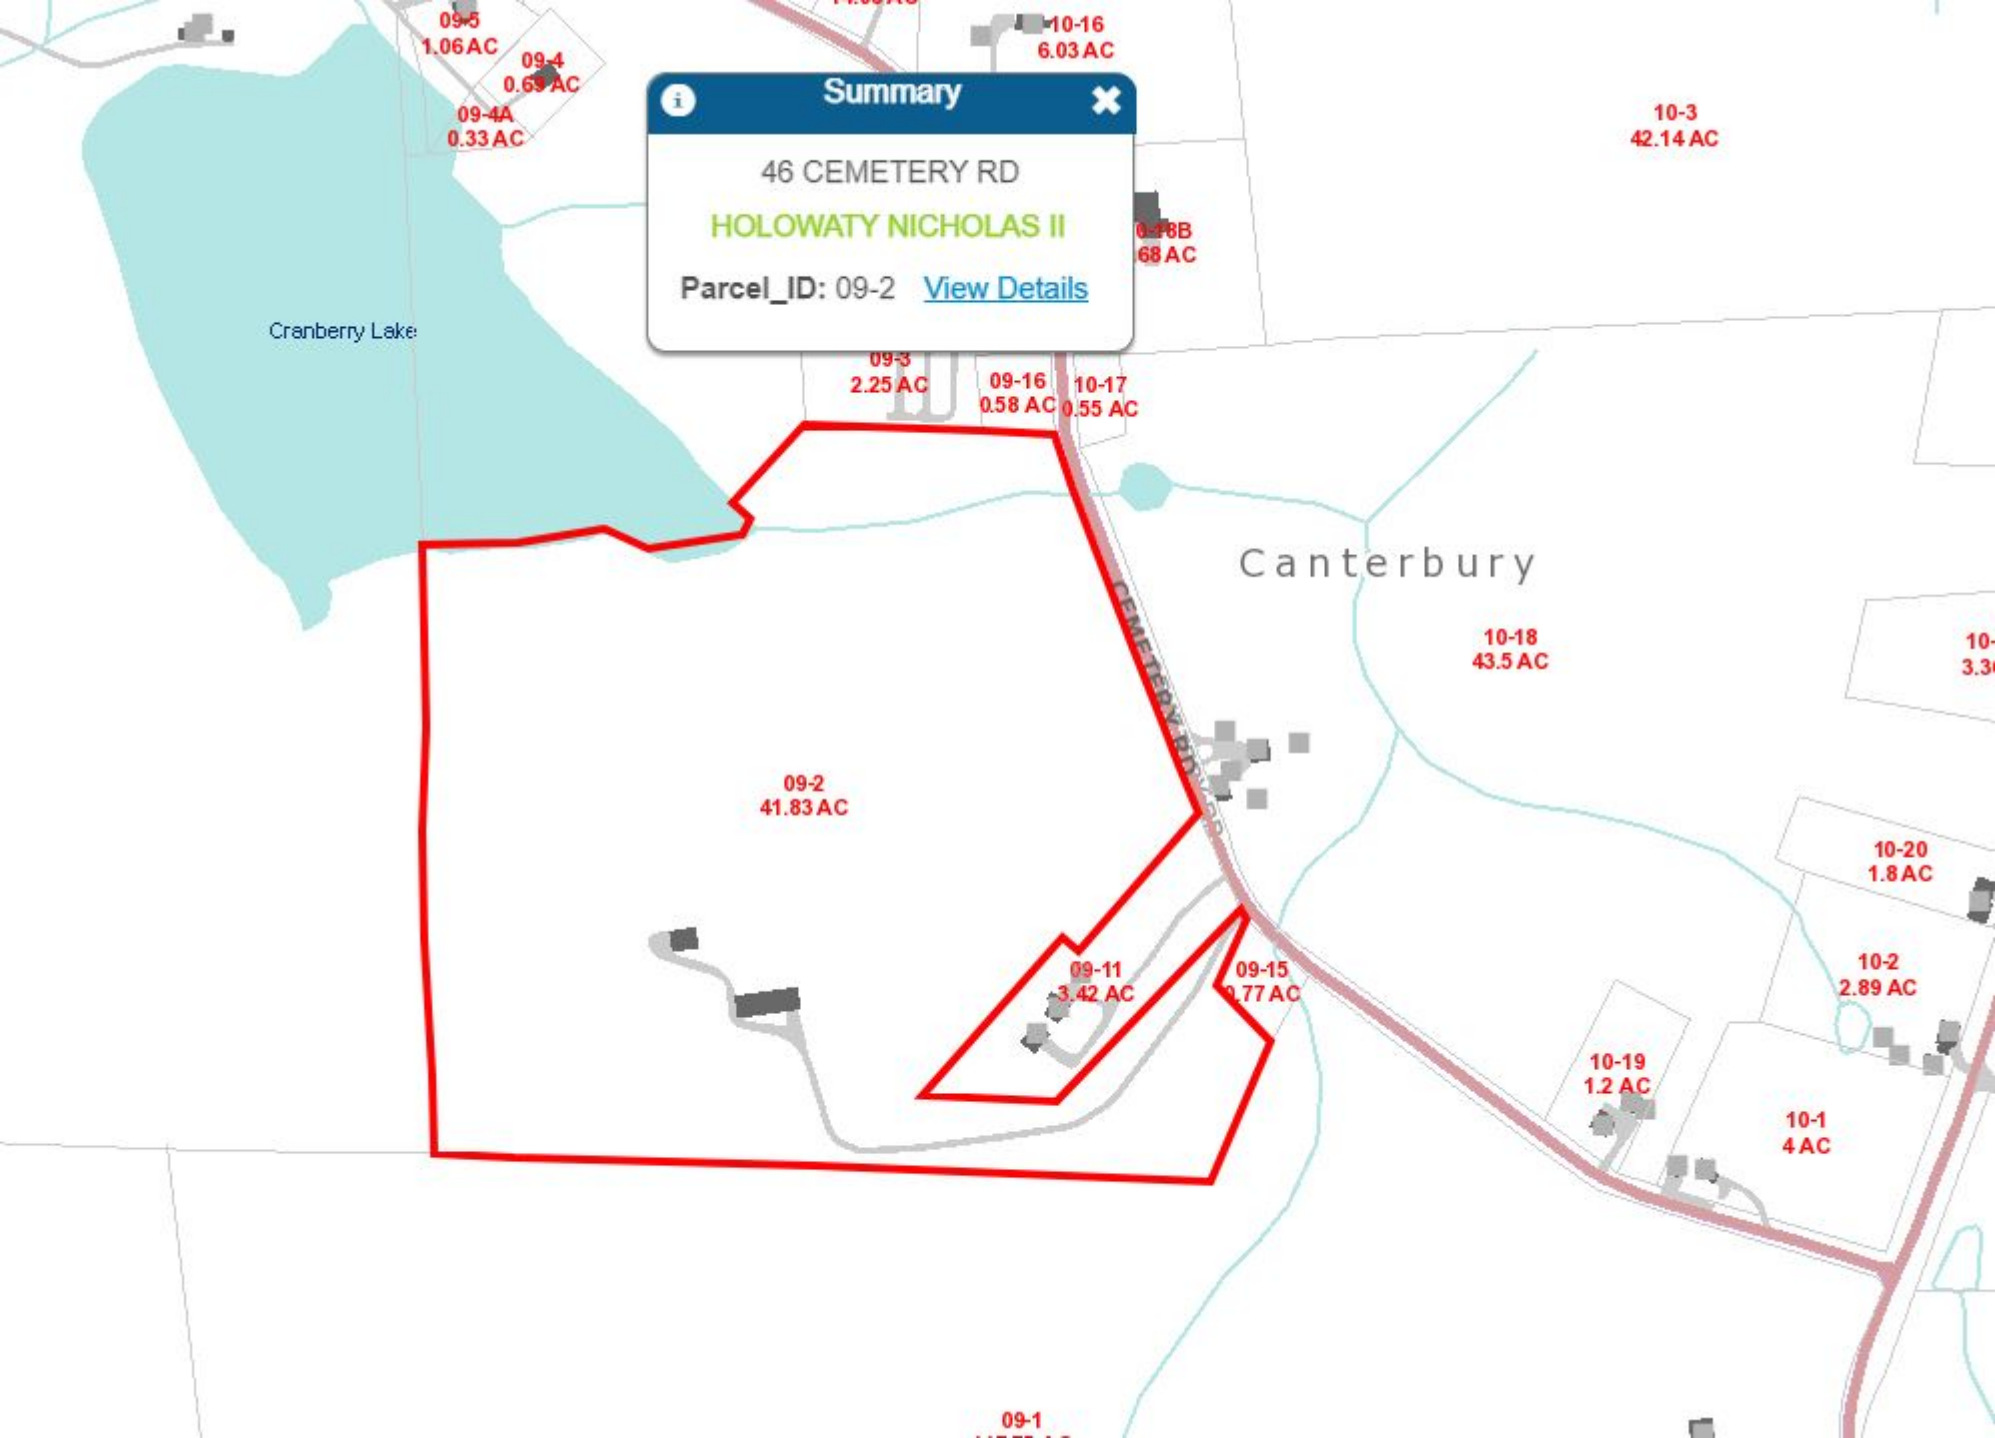 09-5
1.06 AC
09-4
0.69 AC
09-4A
0.33 AC
10-16
6.03 AC
10-3
42.14 AC
Summary
46 CEMETERY RD
HOLOWATY NICHOLAS II
Parcel_ID: 09-2 View Details
68 AC
Cranberry Lake
09-3
2.25 AC
09-16
0.58 AC
10-17
0.55 AC
Canterbury
CEMETERY RD
10-18
43.5 AC
10-
09-2
41.83 AC
10-20
1.8 AC
09-11
3.42 AC
09-15
0.77 AC
10-2
2.89 AC
10-19
1.2 AC
10-1
4 AC
09-1